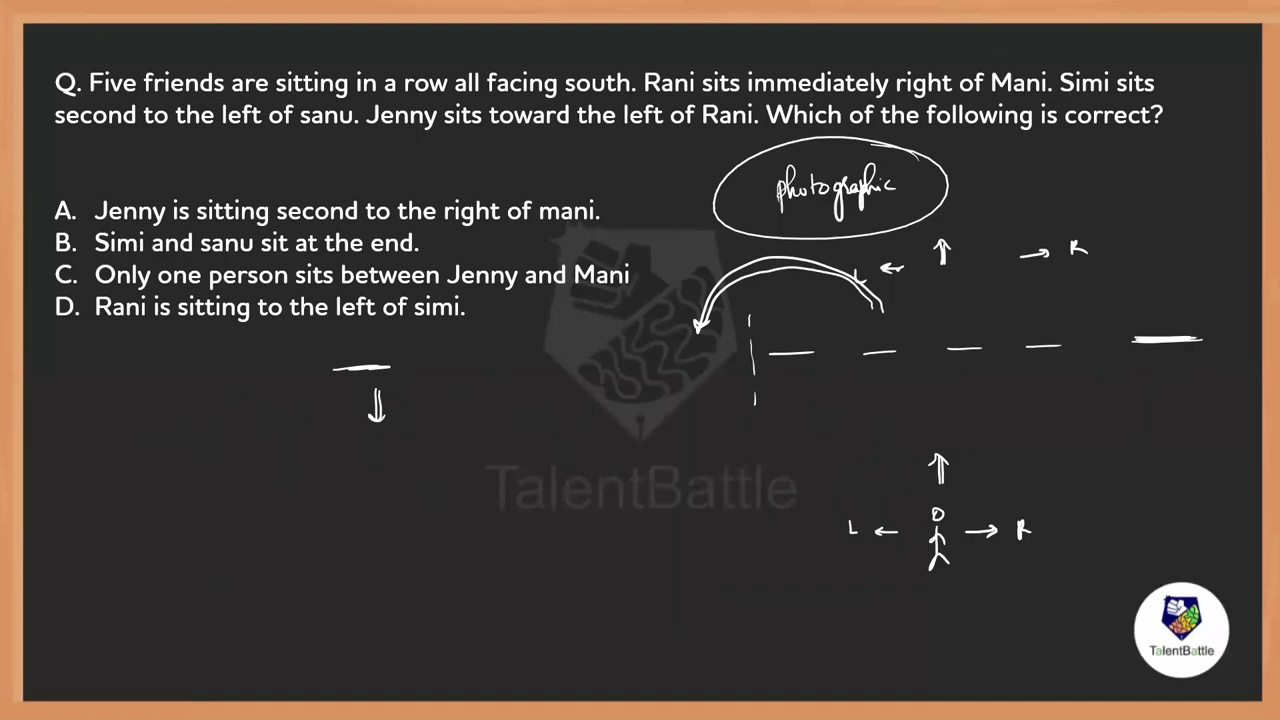 Q. Five friends are sitting in a row all facing south. Rani sits immediately right of Mani. Simi sits
second to the left of sanu. Jenny sits toward the left of Rani. Which of the following is correct?
photographic
A. Jenny is sitting second to the right of mani.
B. Simi and sanu sit at the end.
C. Only one person sits between Jenny and Mani
D. Rani is sitting to the left of simi.
L
R
TalentBattle
L
R
TalentBattle